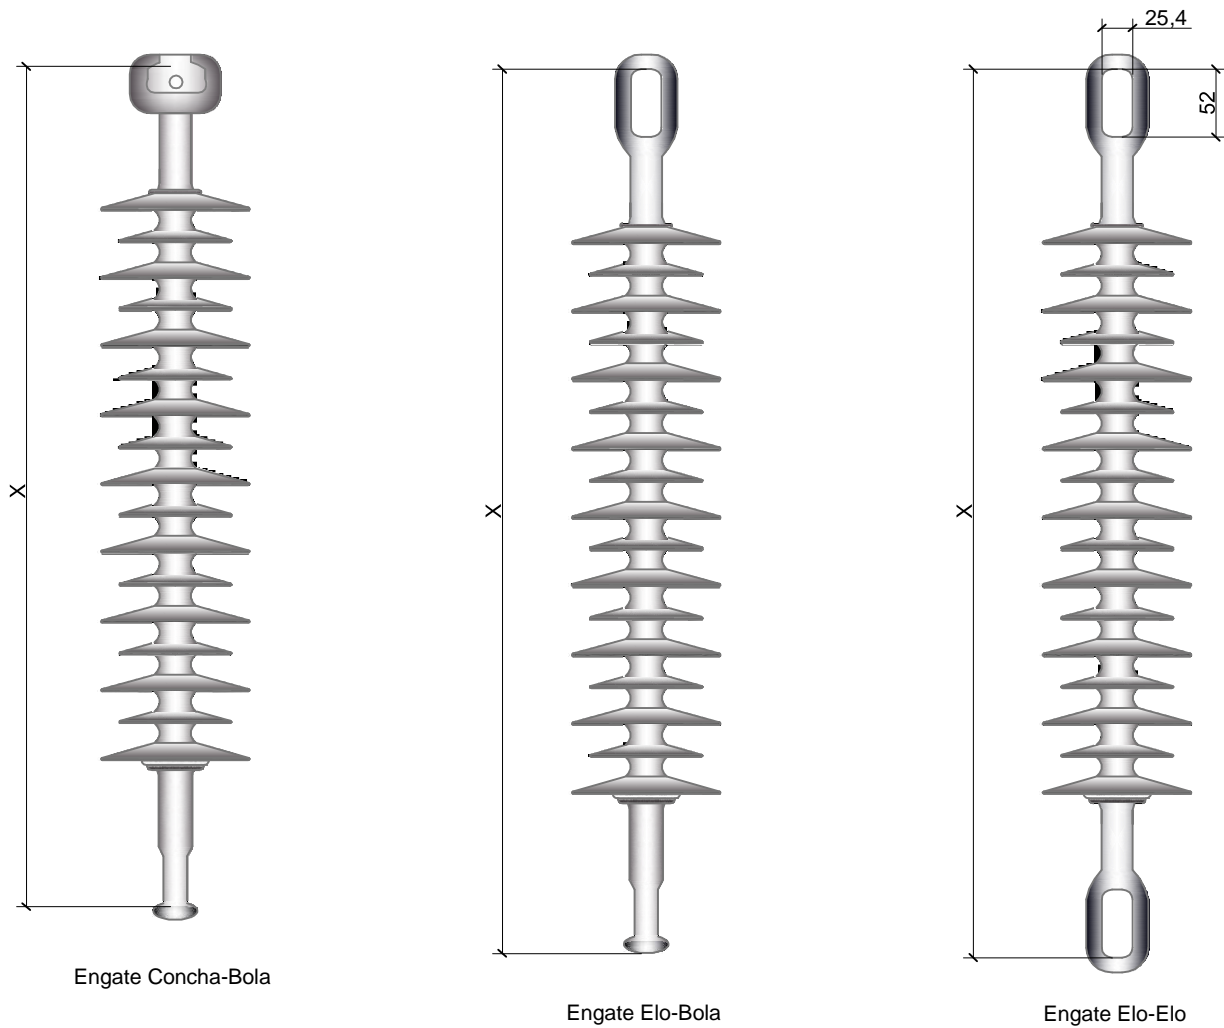 25,4
52
X
X
X
Engate Concha-Bola
Engate Elo-Bola
Engate Elo-Elo